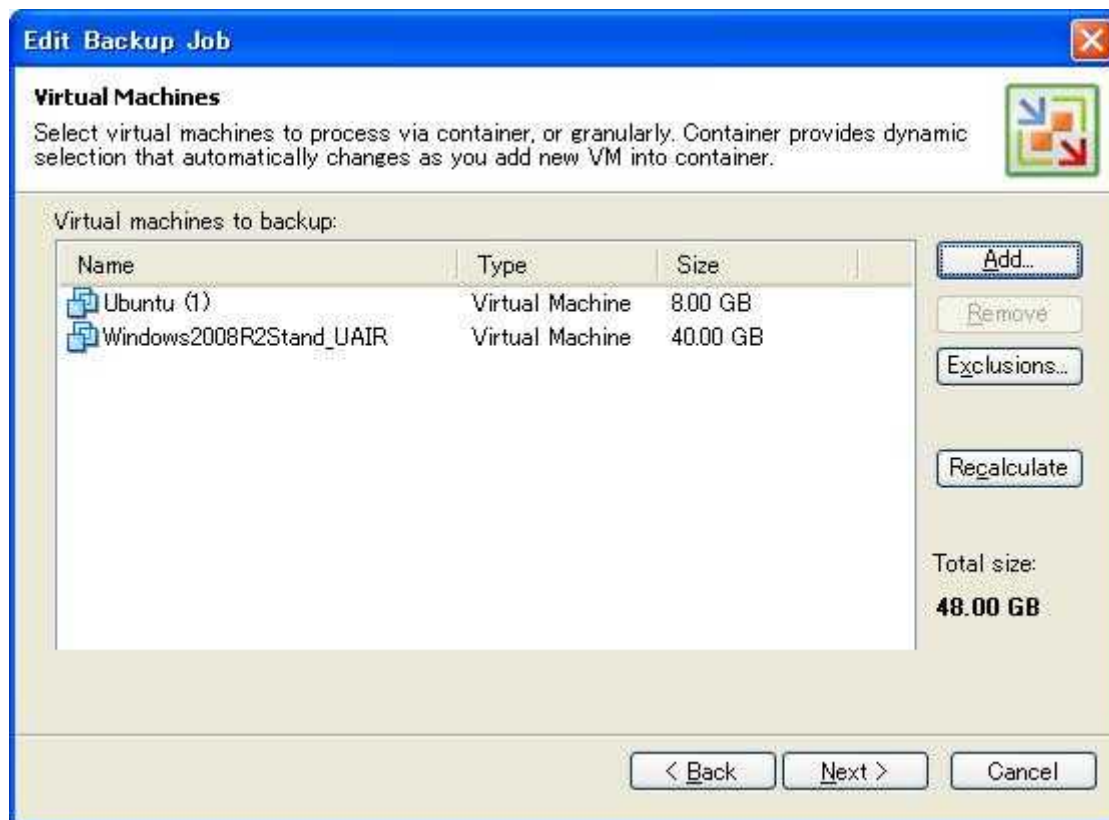 Edit Backup Job
Virtual Machines
Select virtual machines to process via container, or granularly. Container provides dynamic
selection that automatically changes as you add new VM into container.
Virtual machines to backup:
Name Type Size
Ubuntu (1) Virtual Machine 8.00 GB
Windows2008R2Stand_UAIR Virtual Machine 40.00 GB
Add...
Remove
Exclusions...
Recalculate
Total size:
48.00 GB
< Back Next > Cancel